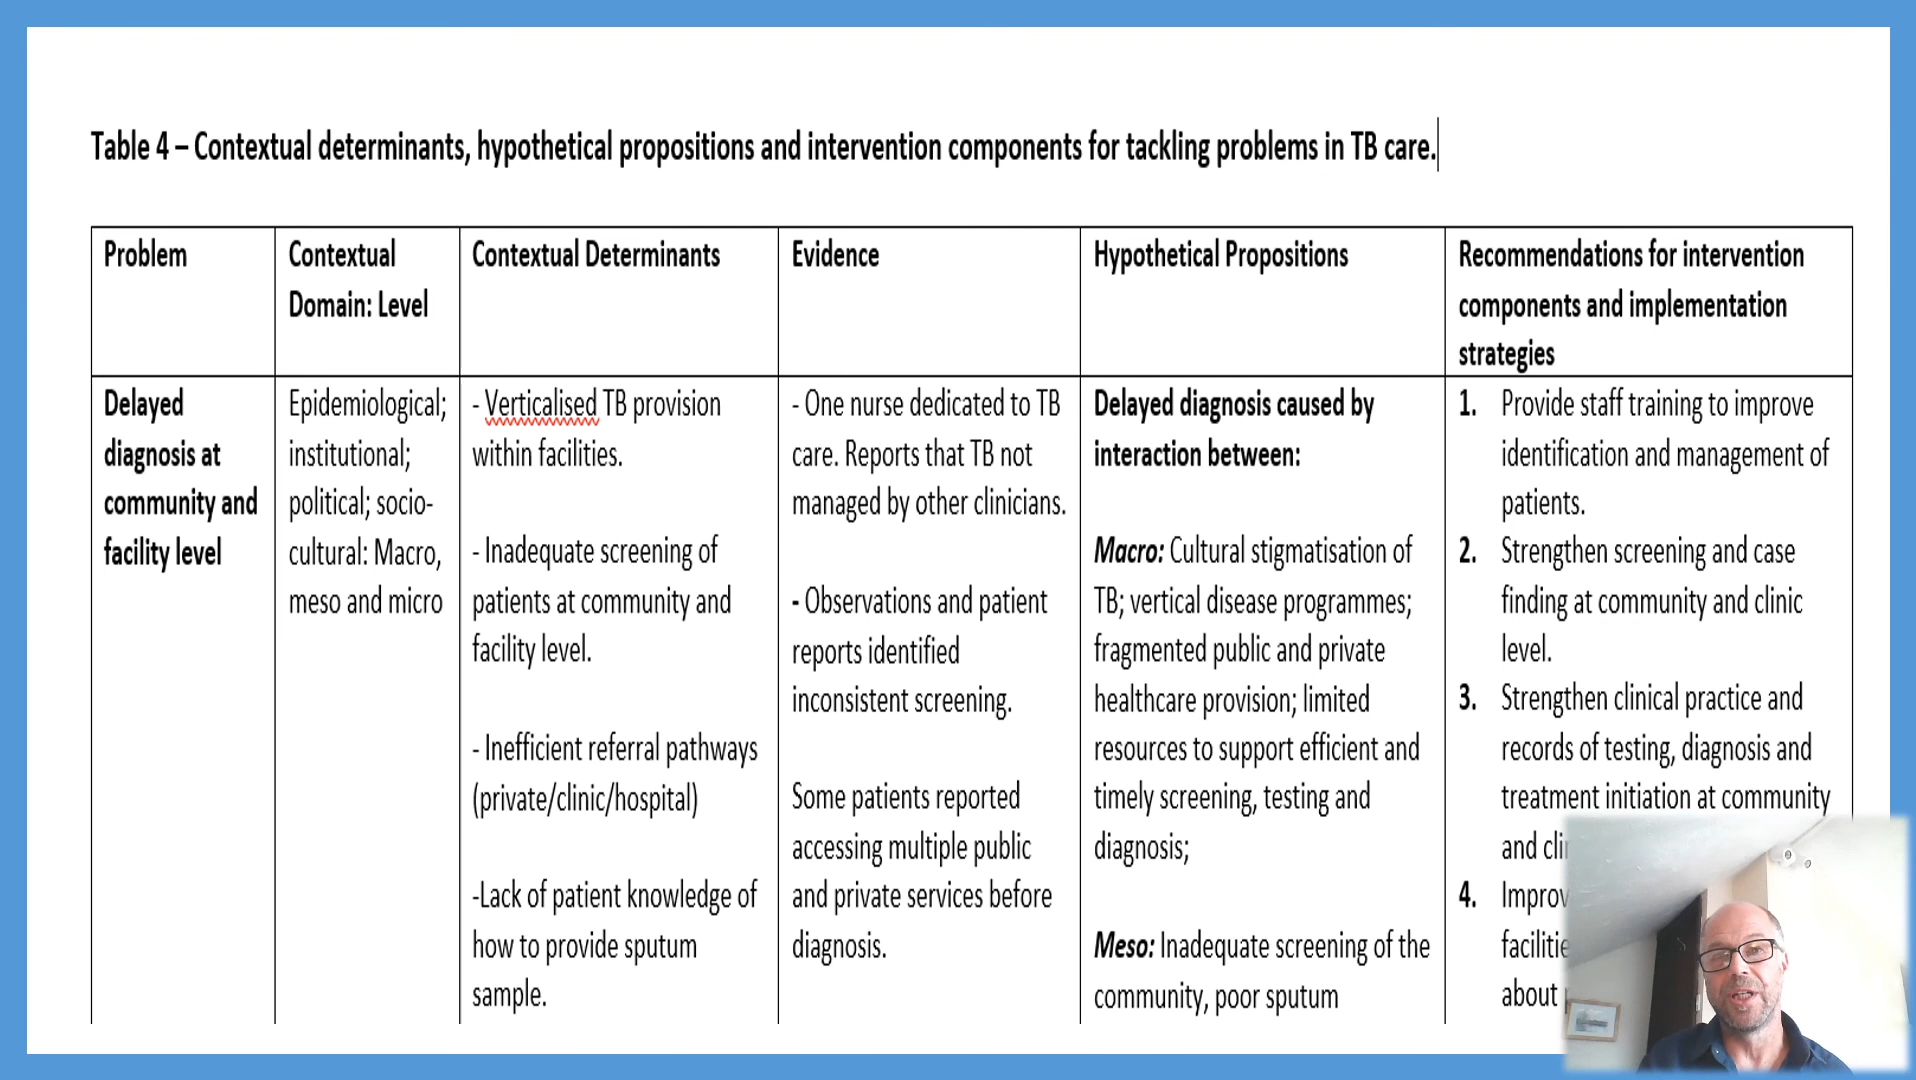 Table 4 – Contextual determinants, hypothetical propositions and intervention components for tackling problems in TB care.
Problem
Contextual
Domain: Level
Contextual Determinants
Evidence
Hypothetical Propositions
Recommendations for intervention
components and implementation
strategies
Delayed
diagnosis at
community and
facility level
Epidemiological;
institutional;
political; socio-
cultural: Macro,
meso and micro
- Verticalised TB provision
within facilities.
- Inadequate screening of
patients at community and
facility level.
- Inefficient referral pathways
(private/clinic/hospital)
-Lack of patient knowledge of
how to provide sputum
sample.
- One nurse dedicated to TB
care. Reports that TB not
managed by other clinicians.
- Observations and patient
reports identified
inconsistent screening.
Some patients reported
accessing multiple public
and private services before
diagnosis.
Delayed diagnosis caused by
interaction between:
Macro: Cultural stigmatisation of
TB; vertical disease programmes;
fragmented public and private
healthcare provision; limited
resources to support efficient and
timely screening, testing and
diagnosis;
Meso: Inadequate screening of the
community, poor sputum
1. Provide staff training to improve
identification and management of
patients.
2. Strengthen screening and case
finding at community and clinic
level.
3. Strengthen clinical practice and
records of testing, diagnosis and
treatment initiation at community
and
4.
about